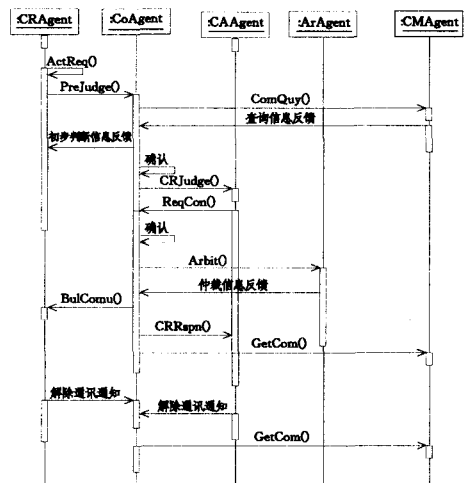 :CRAgent :CoAgent :CAAgent :ArAgent :CMAgent
ActReq()
PreJudge()
ComQuy()
查询信息反馈
初步判断信息反馈
确认
CRJudge()
ReqCon()
确认
Arbit()
仲裁信息反馈
BulComu()
CRRspn()
GetCom()
解除通讯通知
解除通讯通知
GetCom()